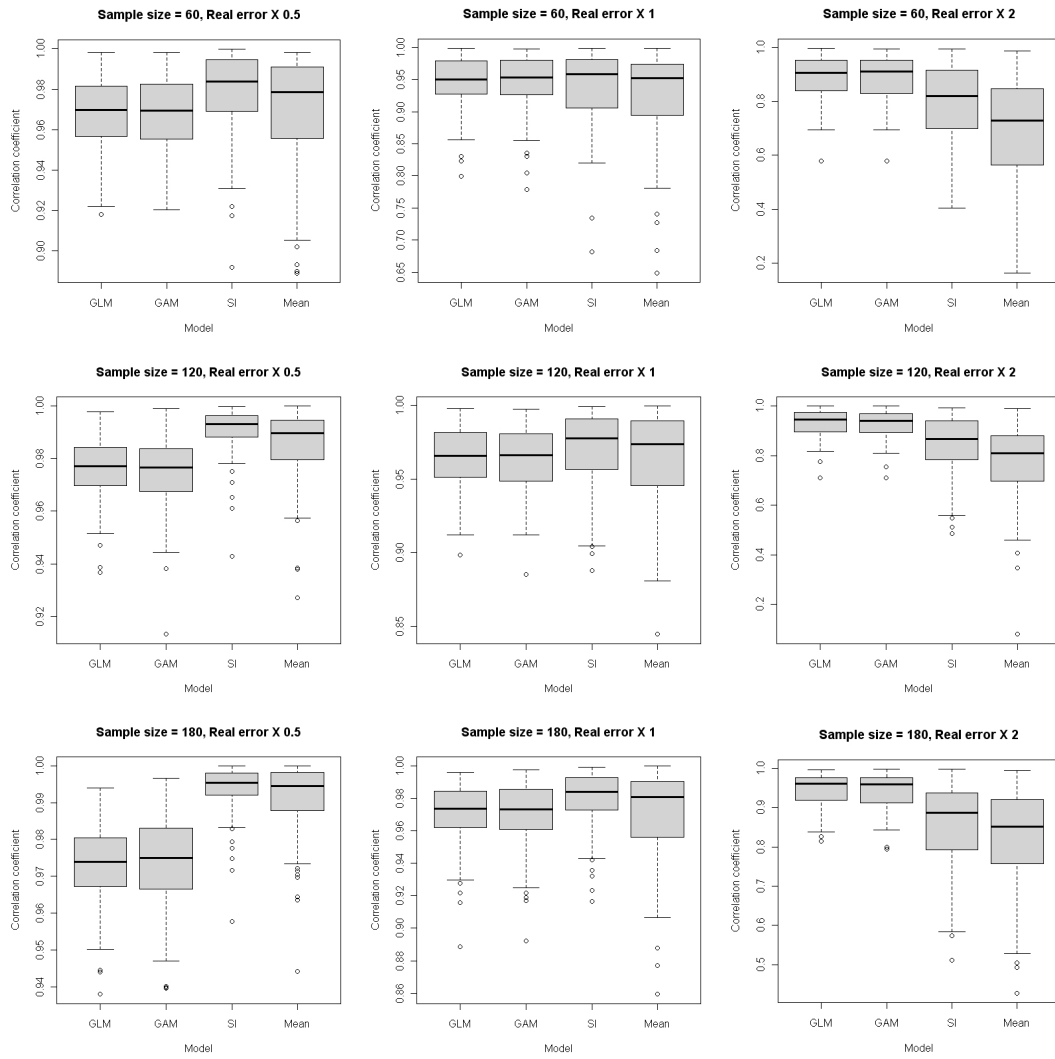 Sample size = 60, Real error X 0.5
Correlation coefficient
1.00
0.98
0.96
0.94
0.92
0.90
GLM GAM SI Mean
Model
Sample size = 60, Real error X 1
Correlation coefficient
1.00
0.95
0.90
0.85
0.80
0.75
0.70
0.65
GLM GAM SI Mean
Model
Sample size = 60, Real error X 2
Correlation coefficient
1.0
0.8
0.6
0.4
0.2
GLM GAM SI Mean
Model
Sample size = 120, Real error X 0.5
Correlation coefficient
1.00
0.98
0.96
0.94
0.92
GLM GAM SI Mean
Model
Sample size = 120, Real error X 1
Correlation coefficient
1.00
0.95
0.90
0.85
GLM GAM SI Mean
Model
Sample size = 120, Real error X 2
Correlation coefficient
1.0
0.8
0.6
0.4
0.2
GLM GAM SI Mean
Model
Sample size = 180, Real error X 0.5
Correlation coefficient
1.00
0.99
0.98
0.97
0.96
0.95
0.94
GLM GAM SI Mean
Model
Sample size = 180, Real error X 1
Correlation coefficient
1.00
0.98
0.96
0.94
0.92
0.90
0.88
0.86
GLM GAM SI Mean
Model
Sample size = 180, Real error X 2
Correlation coefficient
1.0
0.9
0.8
0.7
0.6
0.5
GLM GAM SI Mean
Model